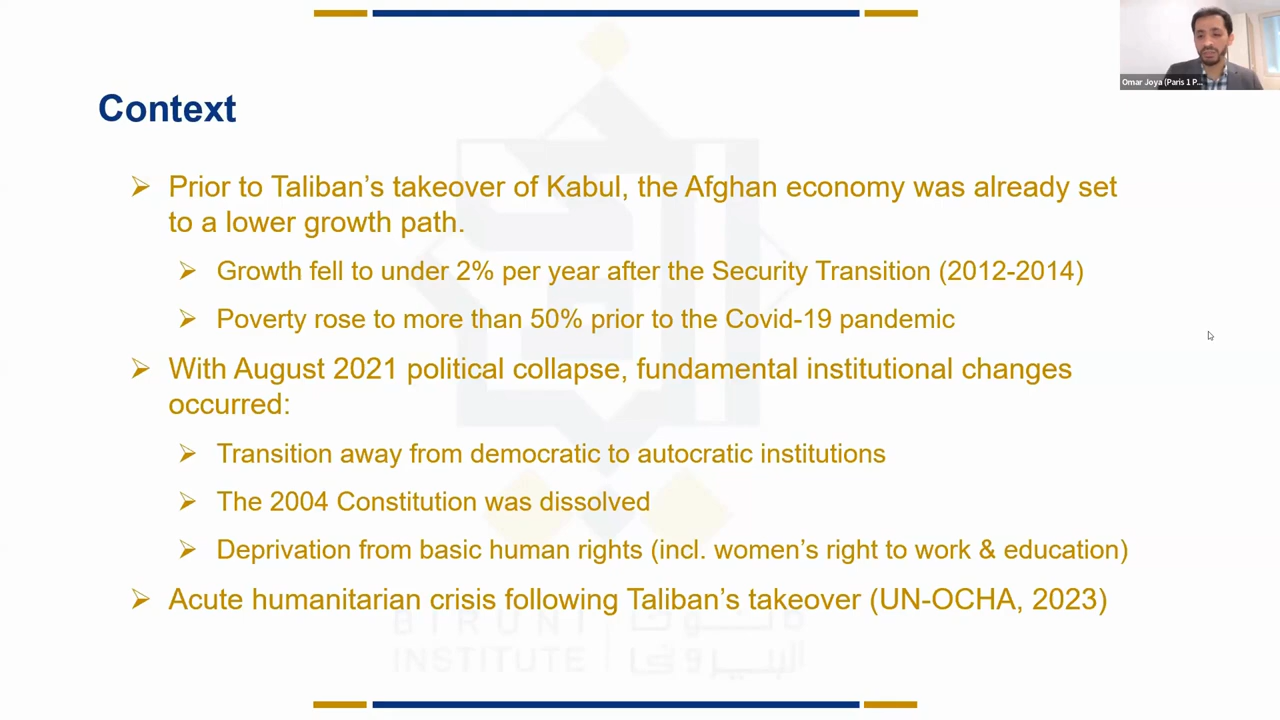 Omar Joya (Paris 1 P...
Context
➢ Prior to Taliban's takeover of Kabul, the Afghan economy was already set
to a lower growth path.
➢ Growth fell to under 2% per year after the Security Transition (2012-2014)
➢ Poverty rose to more than 50% prior to the Covid-19 pandemic
➢ With August 2021 political collapse, fundamental institutional changes
occurred:
➢ Transition away from democratic to autocratic institutions
➢ The 2004 Constitution was dissolved
➢ Deprivation from basic human rights (incl. women's right to work & education)
➢ Acute humanitarian crisis following Taliban's takeover (UN-OCHA, 2023)
BIRUNI
INSTITUTE
البیرونی